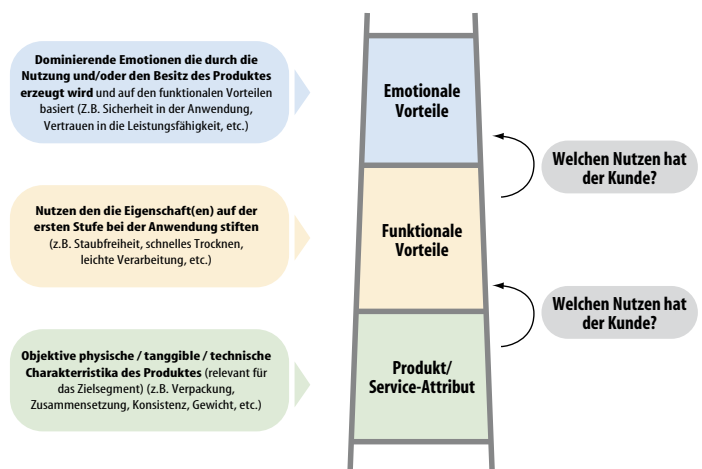 Dominierende Emotionen die durch die
Nutzung und/oder den Besitz des Produktes
erzeugt wird und auf den funktionalen Vorteilen
basiert (Z.B. Sicherheit in der Anwendung,
Vertrauen in die Leistungsfähigkeit, etc.)
Emotionale
Vorteile
Welchen Nutzen hat
der Kunde?
Nutzen den die Eigenschaft(en) auf der
ersten Stufe bei der Anwendung stiften
(z.B. Staubfreiheit, schnelles Trocknen,
leichte Verarbeitung, etc.)
Funktionale
Vorteile
Welchen Nutzen hat
der Kunde?
Objektive physische / tanggible / technische
Charakterristika des Produktes (relevant für
das Zielsegment) (z.B. Verpackung,
Zusammensetzung, Konsistenz, Gewicht, etc.)
Produkt/
Service-Attribut